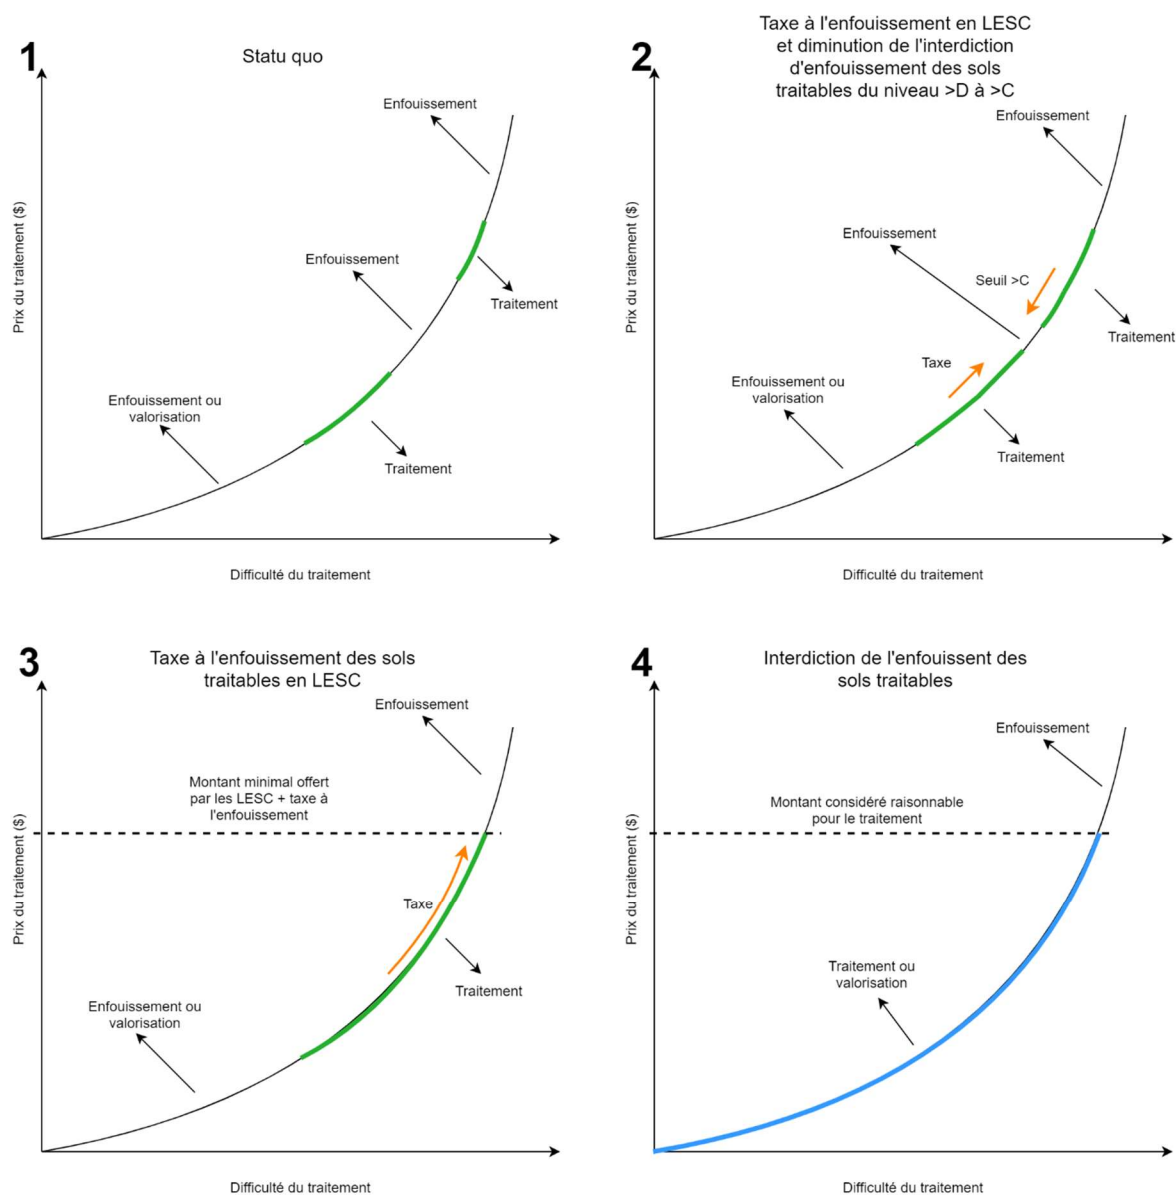 1
Statu quo
Enfouissement
Enfouissement
Traitement
Enfouissement ou
valorisation
Traitement
Prix du traitement ($)
Difficulté du traitement
2
Taxe à l'enfouissement en LESC
et diminution de l'interdiction
d'enfouissement des sols
traitables du niveau >D à >C
Enfouissement
Enfouissement
Seuil >C
Traitement
Taxe
Enfouissement ou
valorisation
Traitement
Prix du traitement ($)
Difficulté du traitement
3
Taxe à l'enfouissement des sols
traitables en LESC
Enfouissement
Montant minimal offert
par les LESC + taxe à
l'enfouissement
Taxe
Traitement
Enfouissement ou
valorisation
Prix du traitement ($)
Difficulté du traitement
4
Interdiction de l'enfouissent des
sols traitables
Enfouissement
Montant considéré raisonnable
pour le traitement
Traitement ou
valorisation
Prix du traitement ($)
Difficulté du traitement